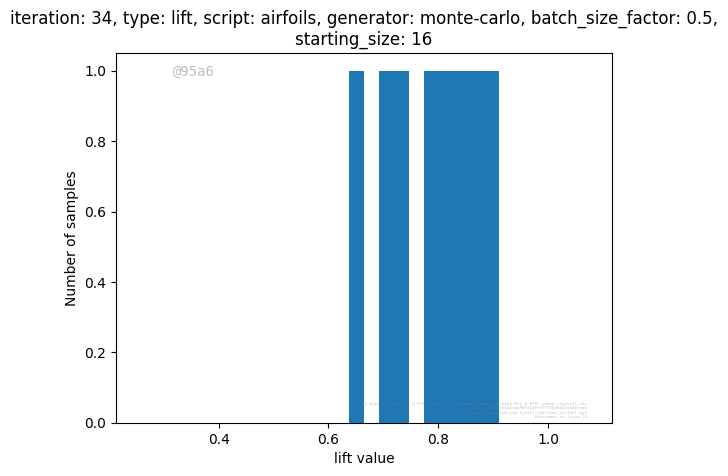 iteration: 34, type: lift, script: airfoils, generator: monte-carlo, batch_size_factor: 0.5,
starting_size: 16
@95a6
1.0
0.8
0.6
0.4
0.2
0.0
Number of samples
0.4 0.6 0.8 1.0
lift value